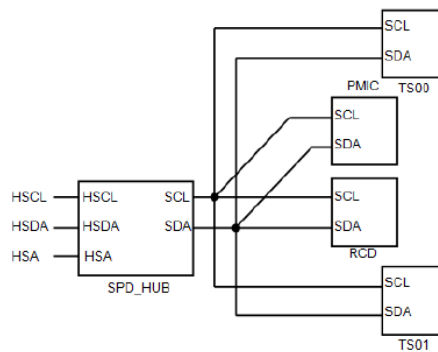 SCL
SDA
TS00
PMIC
SCL
SDA
HSCL HSCL SCL SCL
HSDA HSDA SDA SDA
HSA HSA
RCD
SPD_HUB
SCL
SDA
TS01